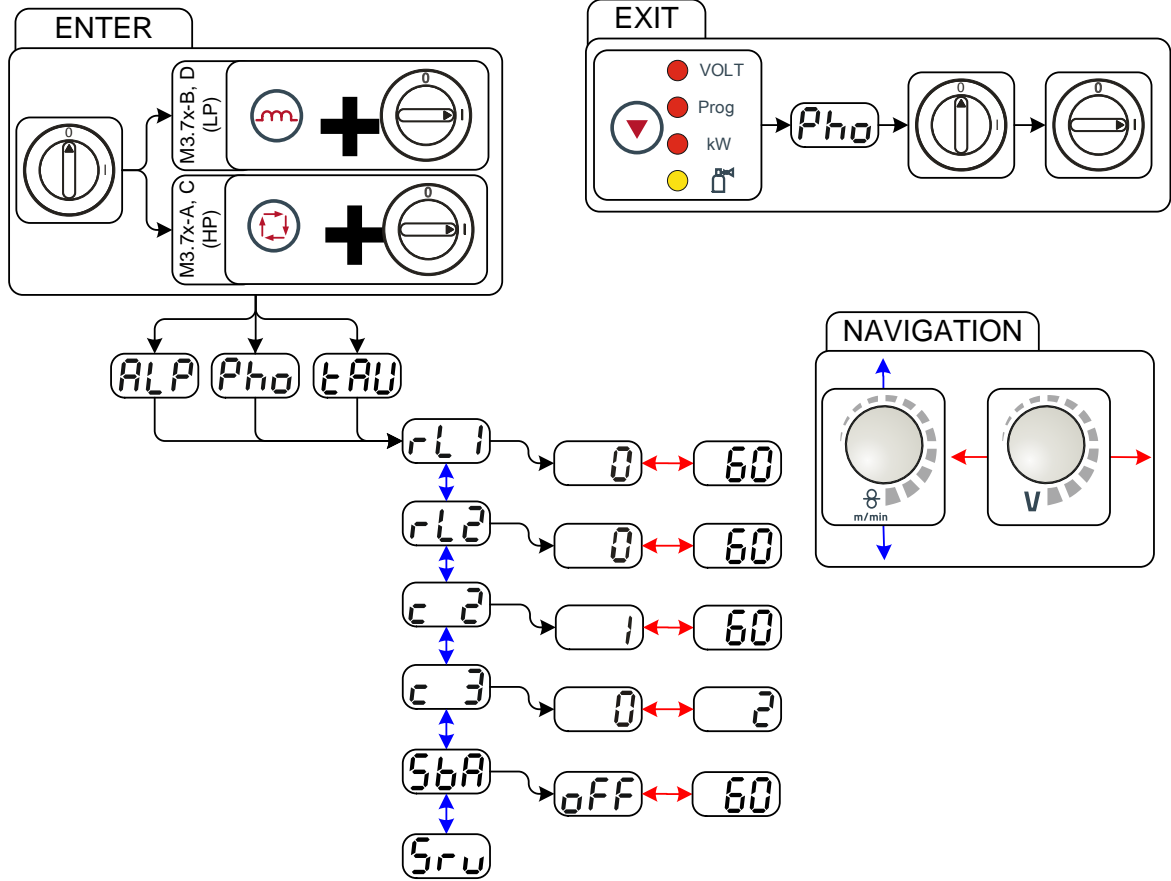 ENTER
0
I
M3.7x-B, D
(LP)
0
I
M3.7x-A, C
(HP)
0
I
EXIT
VOLT
Prog
kW
Pho
0
I
0
I
ALP
Pho
tAU
NAVIGATION
m/min
V
rL1
0
60
rL2
0
60
c 2
1
60
c 3
0
2
SbA
oFF
60
Sru